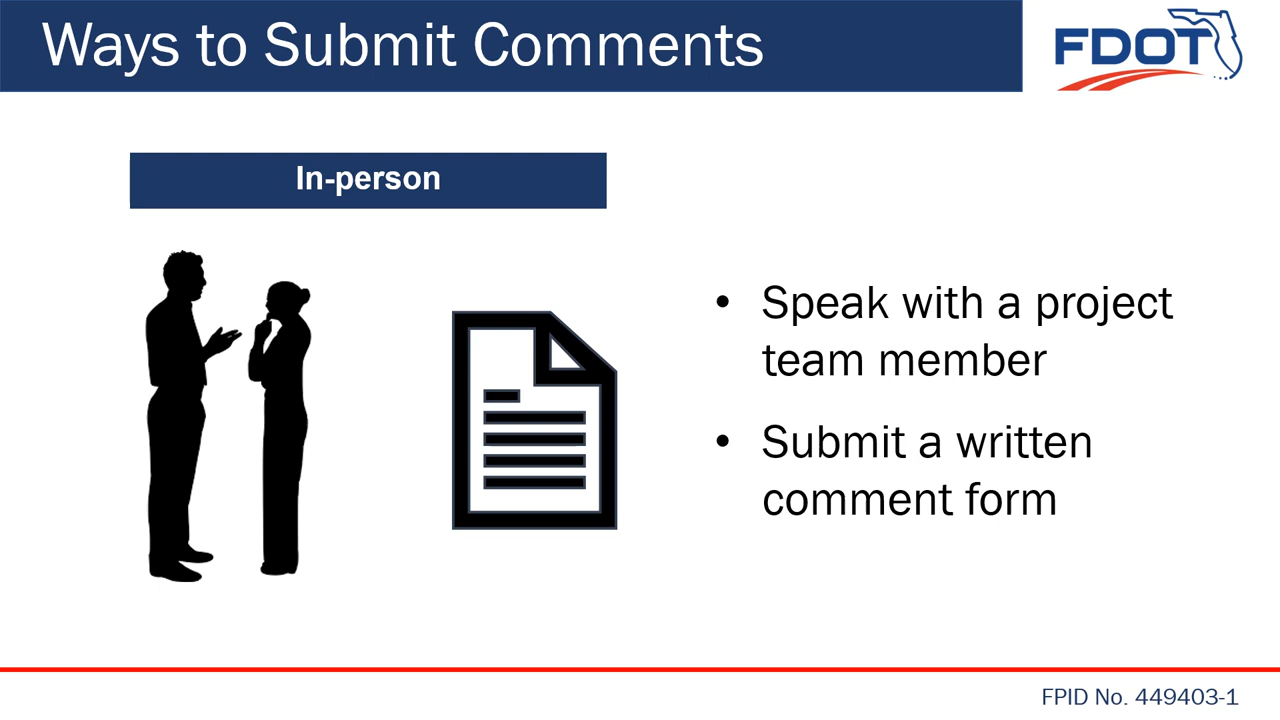 Ways to Submit Comments
FDOT
In-person
• Speak with a project
team member
• Submit a written
comment form
FPID No. 449403-1